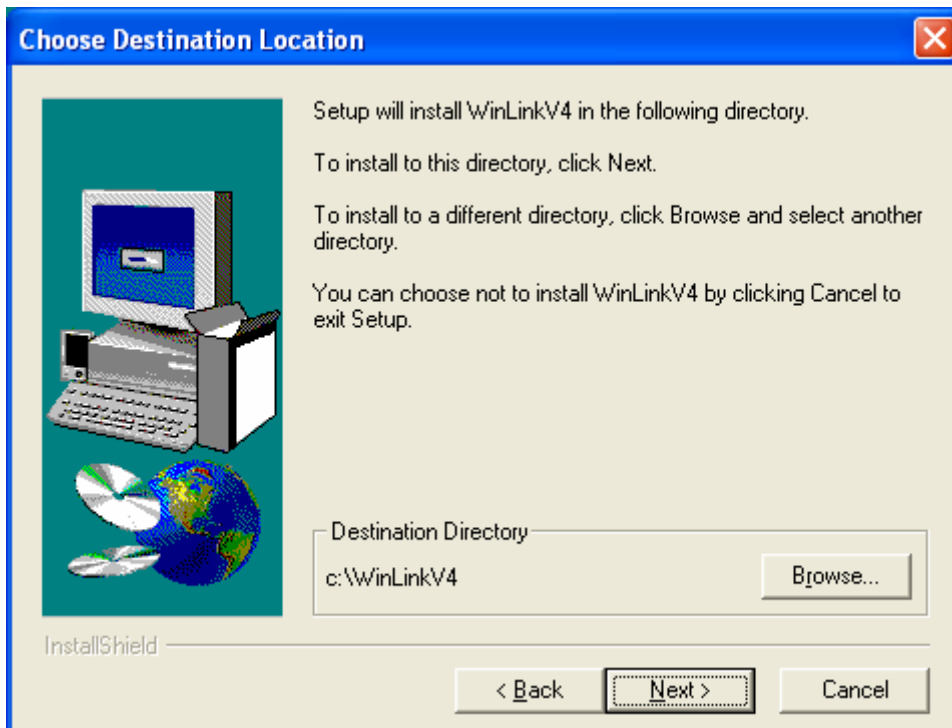 Choose Destination Location
Setup will install WinLinkV4 in the following directory.
To install to this directory, click Next.
To install to a different directory, click Browse and select another
directory.
You can choose not to install WinLinkV4 by clicking Cancel to
exit Setup.
Destination Directory
c:\WinLinkV4
Browse...
InstallShield
< Back
Next >
Cancel